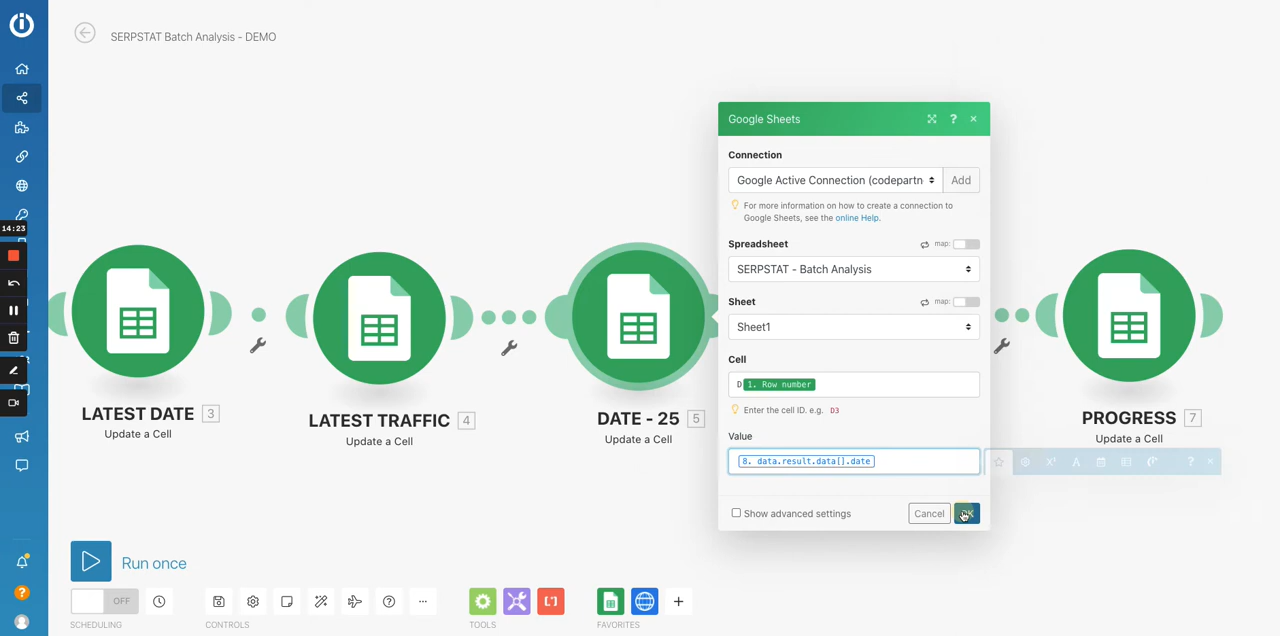 SERPSTAT Batch Analysis - DEMO
14:23
LATEST DATE 3
Update a Cell
LATEST TRAFFIC 4
Update a Cell
DATE - 25 5
Update a Cell
PROGRESS 7
Update a Cell
Google Sheets ? ×
Connection
Google Active Connection (codepartn
Add
For more information on how to create a connection to
Google Sheets, see the online Help.
Spreadsheet
map:
SERPSTAT - Batch Analysis
Sheet
map:
Sheet1
Cell
D 1. Row number
Enter the cell ID. e.g. D3
Value
8. data.result.data[].date
Show advanced settings
Cancel
Run once
OFF
SCHEDULING
CONTROLS
TOOLS
FAVORITES